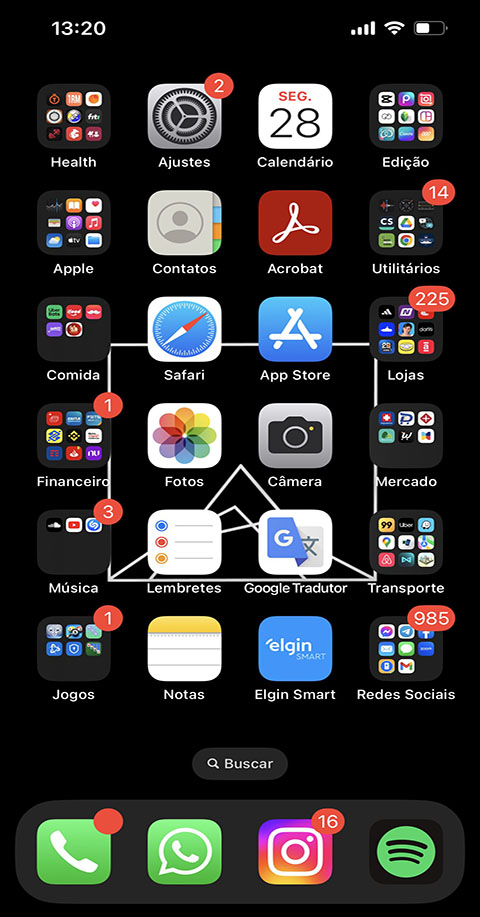 13:20
2
SEG.
28
Health
Ajustes
Calendário
Edição
14
Apple
Contatos
Acrobat
Utilitários
225
Comida
Safari
App Store
Lojas
1
Financeiro
Fotos
Câmera
Mercado
3
Música
Lembretes
Google Tradutor
Transporte
1
elgin
SMART
985
Jogos
Notas
Elgin Smart
Redes Sociais
Buscar
16